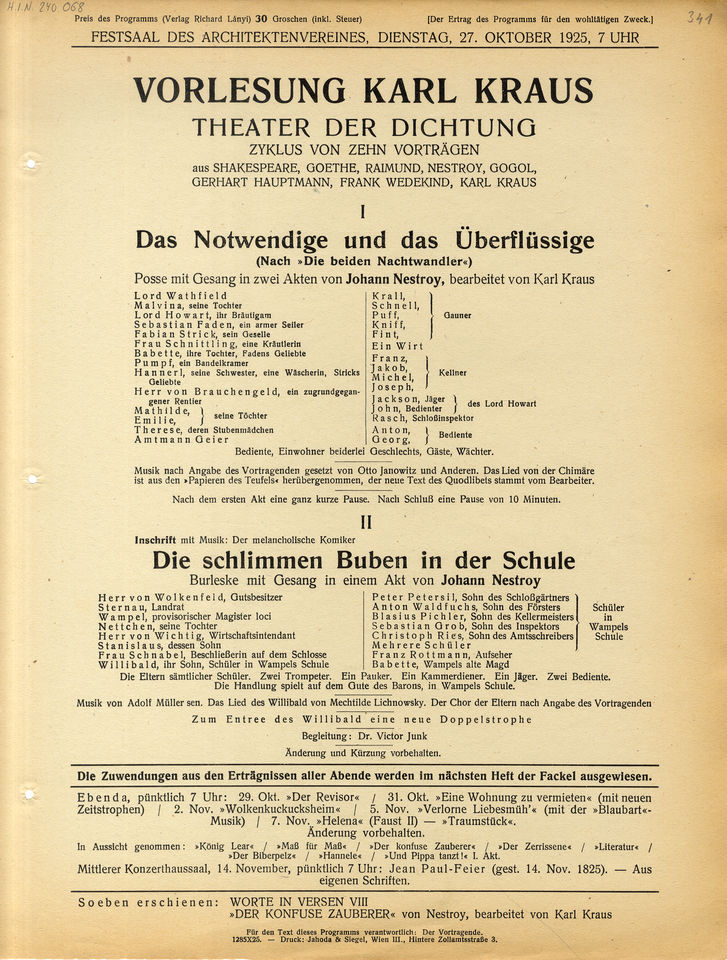 H.I.N. 240 068
341
Preis des Programms (Verlag Richard Lányi) 30 Groschen (inkl. Steuer) [Der Ertrag des Programms für den wohltätigen Zweck.]
FESTSAAL DES ARCHITEKTENVEREINES, DIENSTAG, 27. OKTOBER 1925, 7 UHR
VORLESUNG KARL KRAUS
THEATER DER DICHTUNG
ZYKLUS VON ZEHN VORTRÄGEN
aus SHAKESPEARE, GOETHE, RAIMUND, NESTROY, GOGOL,
GERHART HAUPTMANN, FRANK WEDEKIND, KARL KRAUS
I
Das Notwendige und das Überflüssige
(Nach »Die beiden Nachtwandler«)
Posse mit Gesang in zwei Akten von Johann Nestroy, bearbeitet von Karl Kraus
Lord Wathfield
Malvina, seine Tochter
Lord Howart, ihr Bräutigam
Sebastian Faden, ein armer Seiler
Fabian Strick, sein Geselle
Frau Schnittling, eine Kräutlerin
Babette, ihre Tochter, Fadens Geliebte
Pumpf, ein Bandelkramer
Hannerl, seine Schwester, eine Wäscherin, Stricks
Geliebte
Herr von Brauchengeld, ein zugrundgegan-
gener Rentier
Mathilde, } seine Töchter
Emilie,
Therese, deren Stubenmädchen
Amtmann Geier
Krall,
Schnell,
Puff, } Gauner
Kniff,
Fint,
Ein Wirt
Franz,
Jakob, } Kellner
Michel,
Joseph,
Jackson, Jäger } des Lord Howart
John, Bedienter
Rasch, Schloßinspektor
Anton, } Bediente
Georg,
Bediente, Einwohner beiderlei Geschlechts, Gäste, Wächter.
Musik nach Angabe des Vortragenden gesetzt von Otto Janowitz und Anderen. Das Lied von der Chimäre
ist aus den »Papieren des Teufels« herübergenommen, der neue Text des Quodlibets stammt vom Bearbeiter.
Nach dem ersten Akt eine ganz kurze Pause. Nach Schluß eine Pause von 10 Minuten.
II
Inschrift mit Musik: Der melancholische Komiker
Die schlimmen Buben in der Schule
Burleske mit Gesang in einem Akt von Johann Nestroy
Herr von Wolkenfeld, Gutsbesitzer
Sternau, Landrat
Wampel, provisorischer Magister loci
Nettchen, seine Tochter
Herr von Wichtig, Wirtschaftsintendant
Stanislaus, dessen Sohn
Frau Schnabel, Beschließerin auf dem Schlosse
Willibald, ihr Sohn, Schüler in Wampels Schule
Peter Petersil, Sohn des Schloßgärtners
Anton Waldfuchs, Sohn des Försters
Blasius Pichler, Sohn des Kellermeisters
Sebastian Grob, Sohn des Inspektors
Christoph Ries, Sohn des Amtsschreibers
Mehrere Schüler
} Schüler
in
Wampels
Schule
Franz Rottmann, Aufseher
Babette, Wampels alte Magd
Die Eltern sämtlicher Schüler. Zwei Trompeter. Ein Pauker. Ein Kammerdiener. Ein Jäger. Zwei Bediente.
Die Handlung spielt auf dem Gute des Barons, in Wampels Schule.
Musik von Adolf Müller sen. Das Lied des Willibald von Mechtilde Lichnowsky. Der Chor der Eltern nach Angabe des Vortragenden
Zum Entree des Willibald eine neue Doppelstrophe
Begleitung: Dr. Victor Junk
Änderung und Kürzung vorbehalten.
Die Zuwendungen aus den Erträgnissen aller Abende werden im nächsten Heft der Fackel ausgewiesen.
Ebenda, pünktlich 7 Uhr: 29. Okt. »Der Revisor« / 31. Okt. »Eine Wohnung zu vermieten« (mit neuen
Zeitstrophen) / 2. Nov. »Wolkenkuckucksheim« / 5. Nov. »Verlorne Liebesmüh'« (mit der »Blaubart«-
Musik) / 7. Nov. »Helena« (Faust II) — »Traumstück«.
Änderung vorbehalten.
In Aussicht genommen: »König Lear« / »Maß für Maß« / »Der konfuse Zauberer« / »Der Zerrissene« / »Literatur« /
»Der Biberpelz« / »Hannele« / »Und Pippa tanzt!« I. Akt.
Mittlerer Konzerthaussaal, 14. November, pünktlich 7 Uhr: Jean Paul-Feier (gest. 14. Nov. 1825). — Aus
eigenen Schriften.
Soeben erschienen: WORTE IN VERSEN VIII
»DER KONFUSE ZAUBERER« von Nestroy, bearbeitet von Karl Kraus
Für den Text dieses Programms verantwortlich: Der Vortragende.
1285X25. — Druck: Jahoda & Siegel, Wien III., Hintere Zollamtsstraße 3.